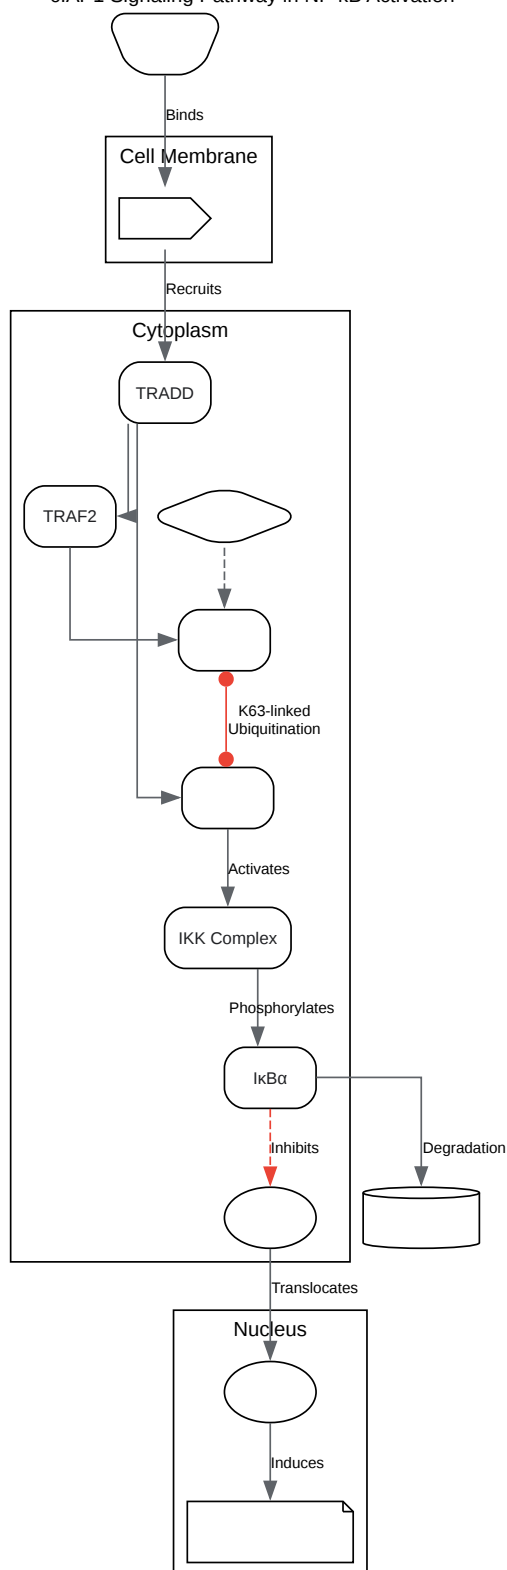 Binds
Cell Membrane
Recruits
Cytoplasm
TRADD
TRAF2
K63-linked
Ubiquitination
Activates
IKK Complex
Phosphorylates
IκBα
Inhibits
Degradation
Translocates
Nucleus
Induces